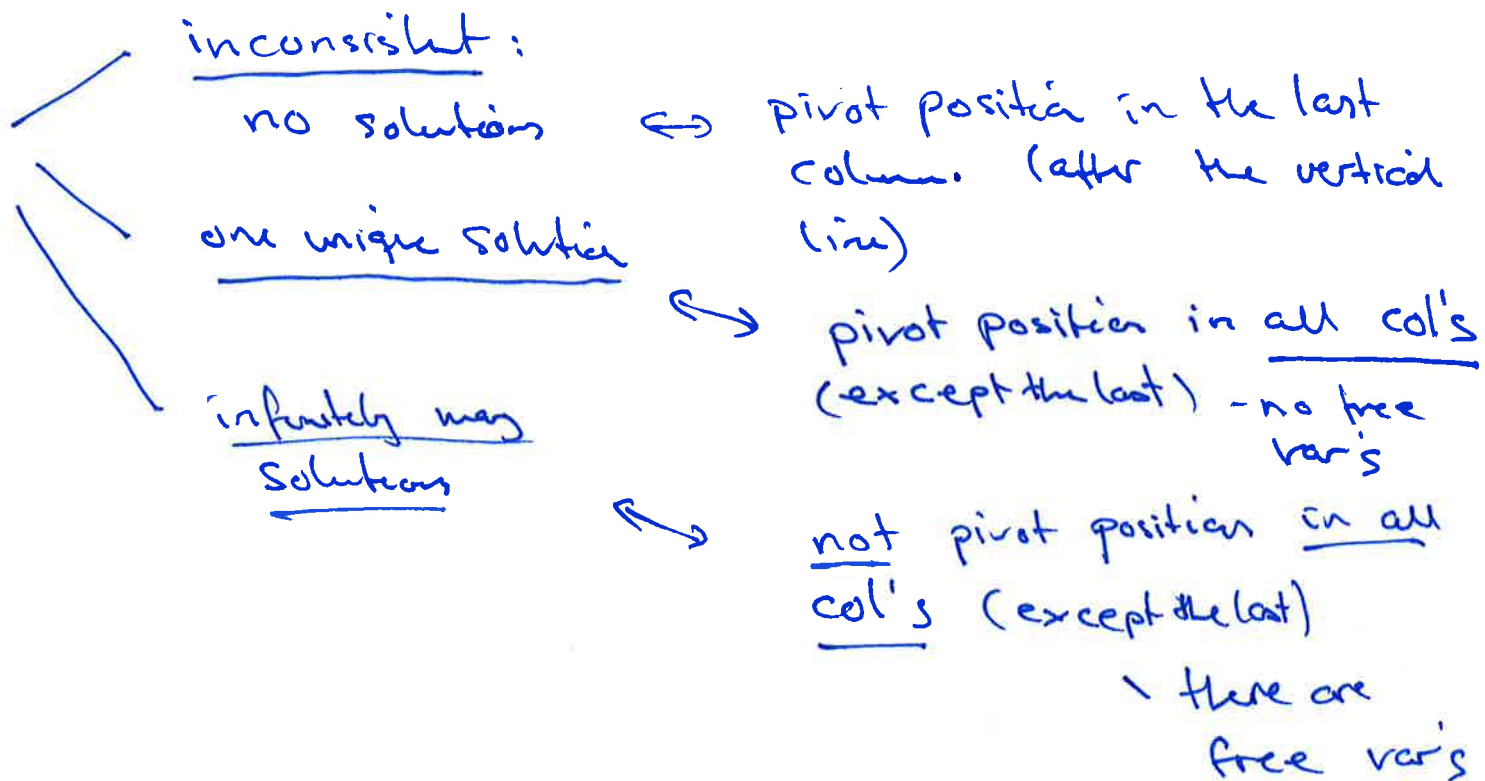 inconsistent:
no solutions ↔ pivot position in the last
column. (after the vertical
line)
one unique solution
↔ pivot position in all col's
(except the last) - no free
var's
infinitely many
solutions
↔ not pivot position in all
col's (except the last)
\ there are
free var's